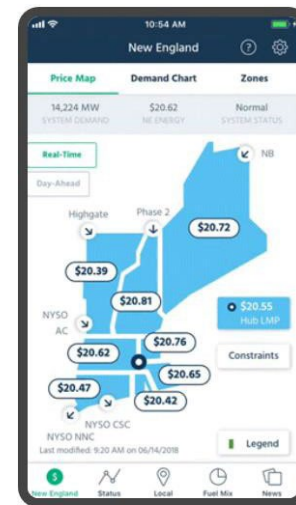 10:54 AM
New England
?
Price Map Demand Chart Zones
14,224 MW $20.62 Normal
SYSTEM DEMAND NE ENERGY SYSTEM STATUS
Real-Time
Day-Ahead
NB
Highgate Phase 2
$20.72
$20.39
$20.81
$20.55
Hub LMP
NYSO
AC
$20.76
$20.62
Constraints
$20.65
$20.47
$20.42
NYSO CSC
NYSO NNC
Last modified: 9:20 AM on 06/14/2018
Legend
$
New England Status Local Fuel Mix News